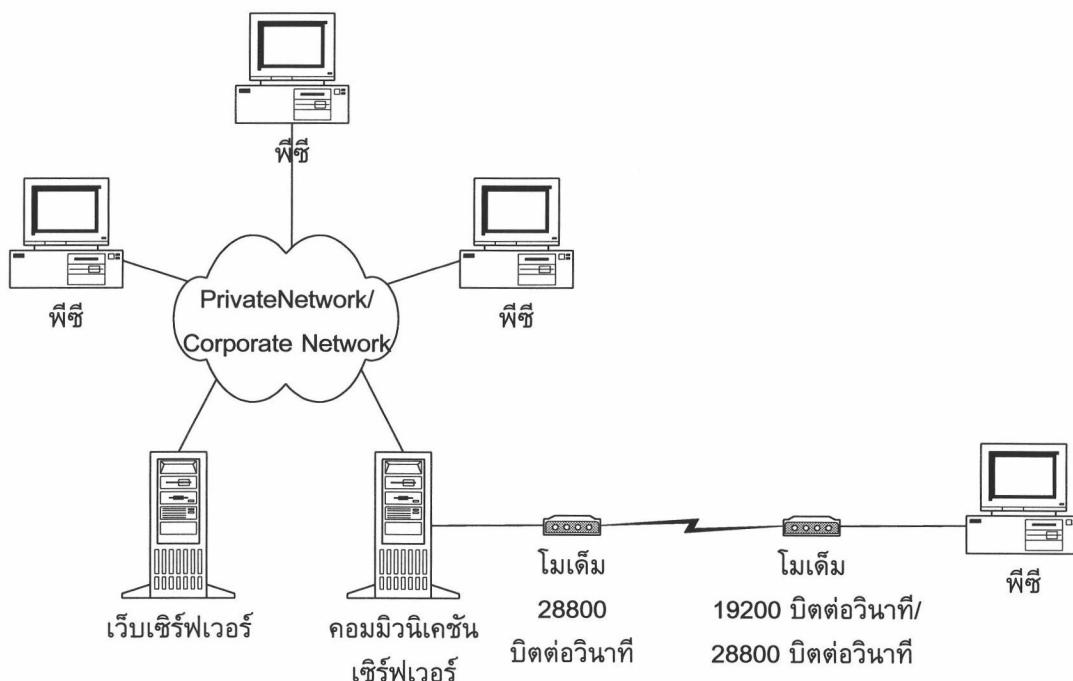 พีซี
พีซี
พีซี
PrivateNetwork/
Corporate Network
เว็บเซิร์ฟเวอร์
คอมมิวนิเคชัน
เซิร์ฟเวอร์
โมเด็ม
28800
บิตต่อวินาที
โมเด็ม
19200 บิตต่อวินาที/
28800 บิตต่อวินาที
พีซี